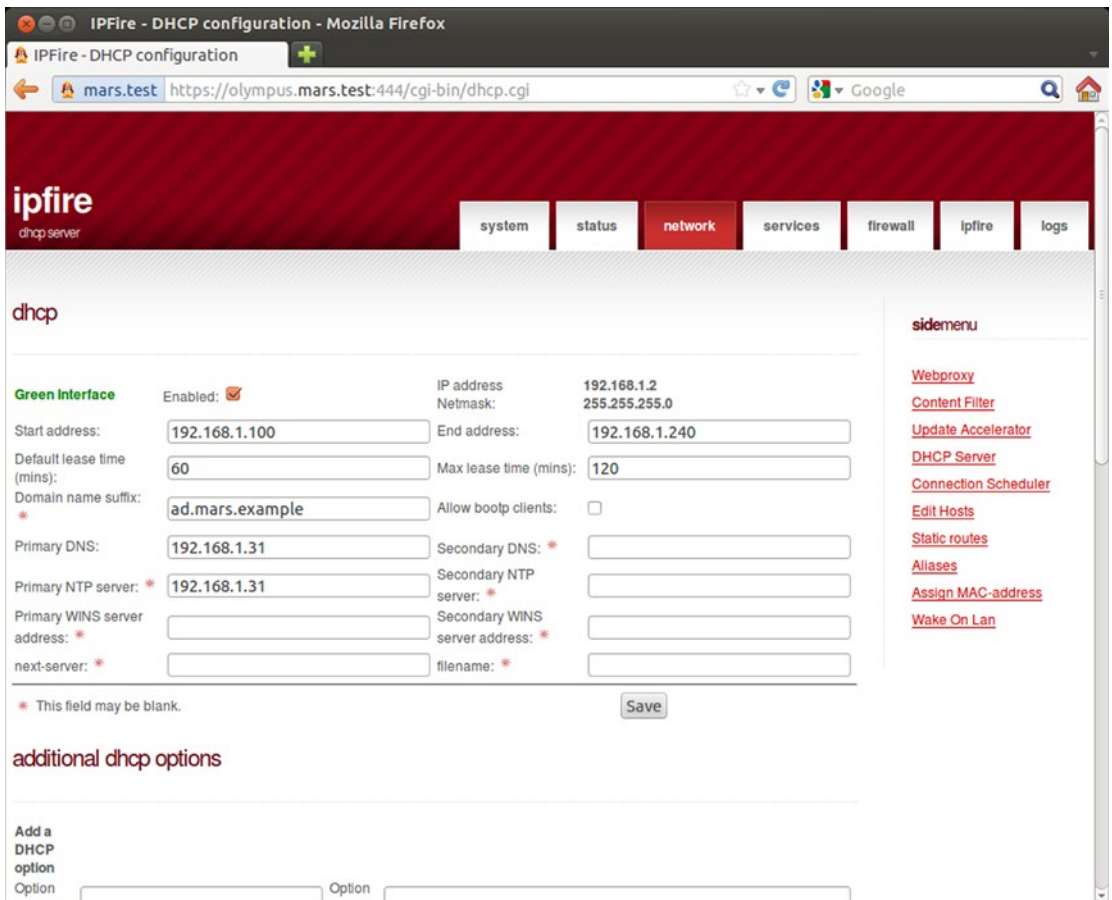 IPFire - DHCP configuration - Mozilla Firefox
IPFire - DHCP configuration
mars.test https://olympus.mars.test:444/cgi-bin/dhcp.cgi
Google
ipfire
dhcp server
system status network services firewall ipfire logs
dhcp
Green Interface Enabled: IP address 192.168.1.2
Netmask: 255.255.255.0
Start address: 192.168.1.100 End address: 192.168.1.240
Default lease time
(mins): 60 Max lease time (mins): 120
Domain name suffix:
* ad.mars.example Allow bootp clients:
Primary DNS: 192.168.1.31 Secondary DNS: *
Primary NTP server: * 192.168.1.31 Secondary NTP
server: *
Primary WINS server
address: * Secondary WINS
server address: *
next-server: * filename: *
* This field may be blank.
Save
additional dhcp options
Add a
DHCP
option
Option Option
sidemenu
Webproxy
Content Filter
Update Accelerator
DHCP Server
Connection Scheduler
Edit Hosts
Static routes
Aliases
Assign MAC-address
Wake On Lan